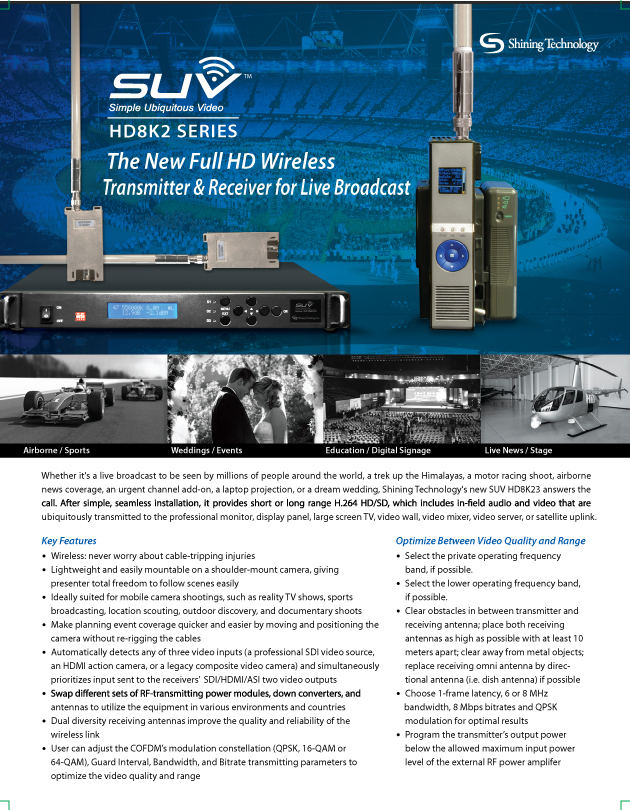 Shining Technology
SUV™
Simple Ubiquitous Video
HD8K2 SERIES
The New Full HD Wireless
Transmitter & Receiver for Live Broadcast
ON
OFF
SUV
Airborne / Sports
Weddings / Events
Education / Digital Signage
Live News / Stage
Whether it's a live broadcast to be seen by millions of people around the world, a trek up the Himalayas, a motor racing shoot, airborne
news coverage, an urgent channel add-on, a laptop projection, or a dream wedding, Shining Technology's new SUV HD8K23 answers the
call. After simple, seamless installation, it provides short or long range H.264 HD/SD, which includes in-field audio and video that are
ubiquitously transmitted to the professional monitor, display panel, large screen TV, video wall, video mixer, video server, or satellite uplink.
Key Features
• Wireless: never worry about cable-tripping injuries
• Lightweight and easily mountable on a shoulder-mount camera, giving
presenter total freedom to follow scenes easily
• Ideally suited for mobile camera shootings, such as reality TV shows, sports
broadcasting, location scouting, outdoor discovery, and documentary shoots
• Make planning event coverage quicker and easier by moving and positioning the
camera without re-rigging the cables
• Automatically detects any of three video inputs (a professional SDI video source,
an HDMI action camera, or a legacy composite video camera) and simultaneously
prioritizes input sent to the receivers' SDI/HDMI/ASI two video outputs
• Swap different sets of RF-transmitting power modules, down converters, and
antennas to utilize the equipment in various environments and countries
• Dual diversity receiving antennas improve the quality and reliability of the
wireless link
• User can adjust the COFDM's modulation constellation (QPSK, 16-QAM or
64-QAM), Guard Interval, Bandwidth, and Bitrate transmitting parameters to
optimize the video quality and range
Optimize Between Video Quality and Range
• Select the private operating frequency
band, if possible.
• Select the lower operating frequency band,
if possible.
• Clear obstacles in between transmitter and
receiving antenna; place both receiving
antennas as high as possible with at least 10
meters apart; clear away from metal objects;
replace receiving omni antenna by direc-
tional antenna (i.e. dish antenna) if possible
• Choose 1-frame latency, 6 or 8 MHz
bandwidth, 8 Mbps bitrates and QPSK
modulation for optimal results
• Program the transmitter's output power
below the allowed maximum input power
level of the external RF power amplifer